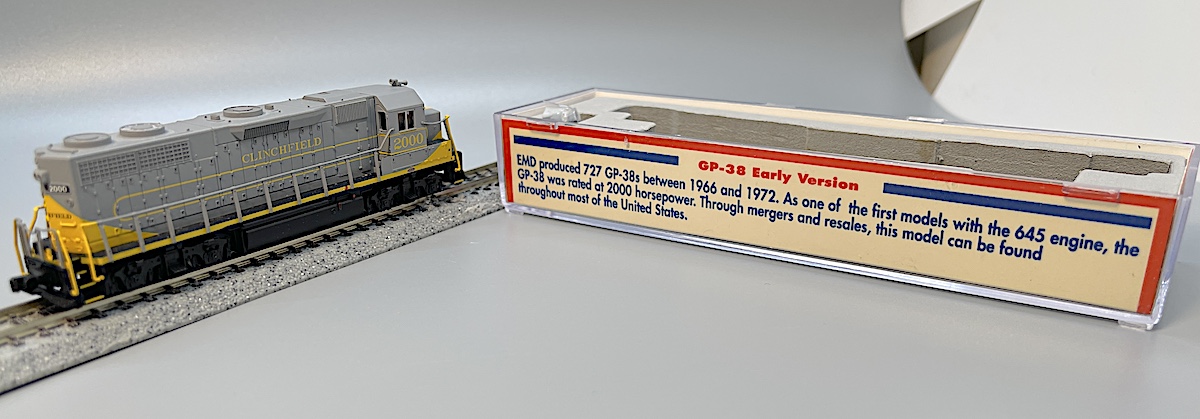 CLINCHFIELD
2000
2000
FIELD
GP-38 Early Version
EMD produced 727 GP-38s between 1966 and 1972. As one of the first models with the 645 engine, the
GP-38 was rated at 2000 horsepower. Through mergers and resales, this model can be found
throughout most of the United States.